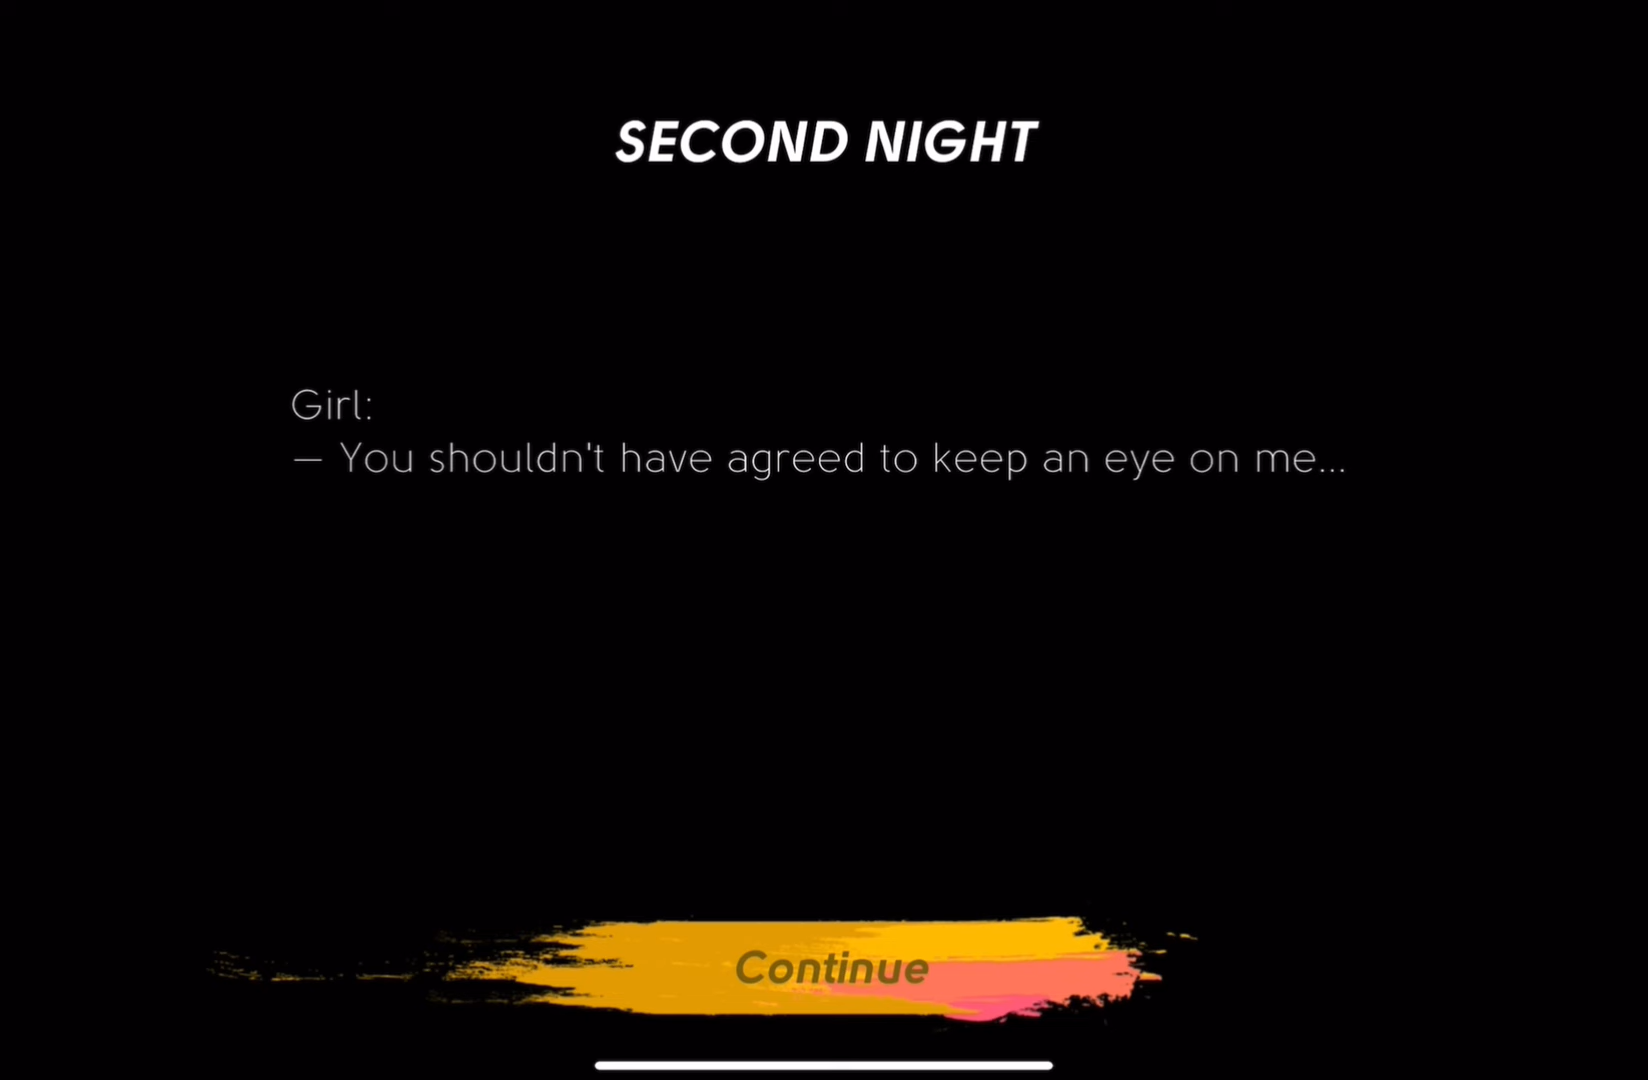 SECOND NIGHT
Girl:
— You shouldn't have agreed to keep an eye on me...
Continue